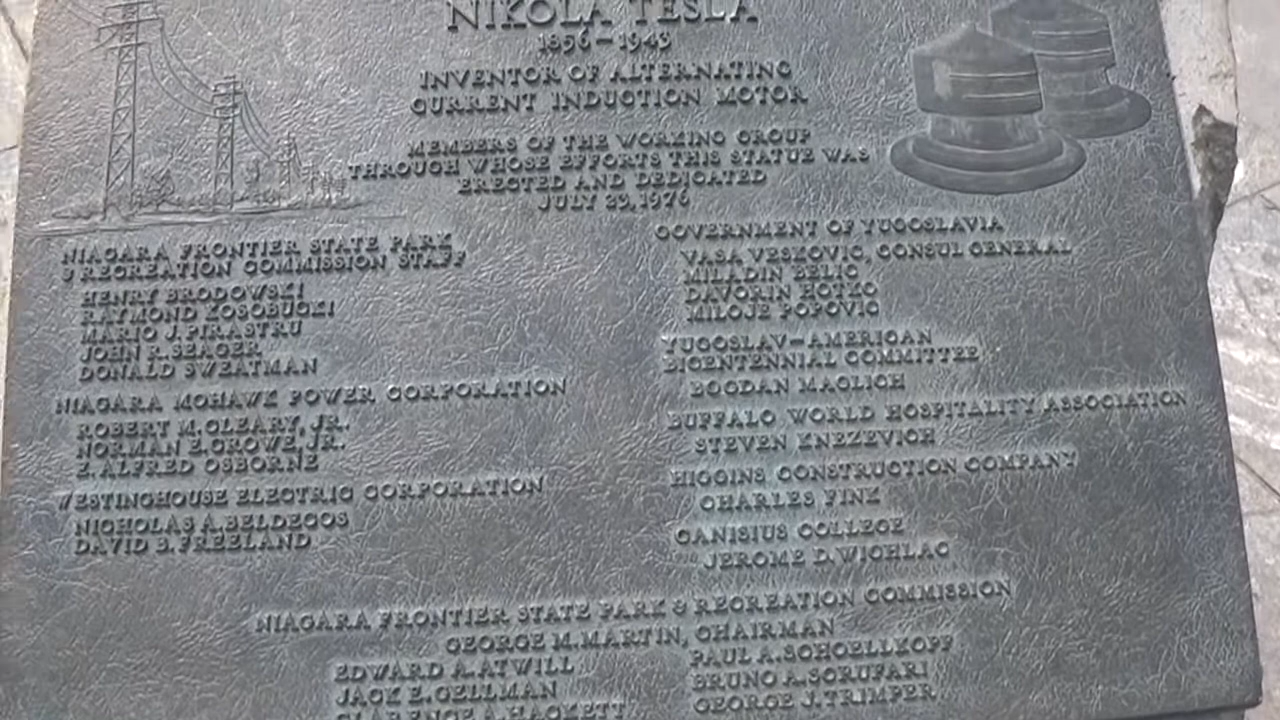 NIKOLA TESLA
1856-1943
INVENTOR OF ALTERNATING
CURRENT INDUCTION MOTOR
MEMBERS OF THE WORKING GROUP
THROUGH WHOSE EFFORTS THIS STATUE WAS
ERECTED AND DEDICATED
JULY 23, 1976
NIAGARA FRONTIER STATE PARK
& RECREATION COMMISSION STAFF
HENRY BRODOWSKI
RAYMOND KOSOBUCKI
MARIO J. PIRASTRU
JOHN R. SEAGER
DONALD SWEATMAN
NIAGARA MOHAWK POWER CORPORATION
ROBERT M. CLEARY, JR.
NORMAN E. CROWE, JR.
E. ALFRED OSBORNE
WESTINGHOUSE ELECTRIC CORPORATION
NICHOLAS A. BELDECOS
DAVID B. FREELAND
GOVERNMENT OF YUGOSLAVIA
VASA VESKOVIC, CONSUL GENERAL
MILADIN BELIC
DAVORIN HOTKO
MILOJE POPOVIC
YUGOSLAV-AMERICAN
BICENTENNIAL COMMITTEE
BOGDAN MAGLICH
BUFFALO WORLD HOSPITALITY ASSOCIATION
STEVEN KNEZEVICH
HIGGINS CONSTRUCTION COMPANY
CHARLES FINK
CANISIUS COLLEGE
JEROME D. WICHLAC
NIAGARA FRONTIER STATE PARK & RECREATION COMMISSION
GEORGE M. MARTIN, CHAIRMAN
EDWARD A. ATWILL
JACK E. GELLMAN
CLARENCE A. HACKETT
PAUL A. SCHOELLKOPF
BRUNO A. SCRUFARI
GEORGE J. TRIMPER